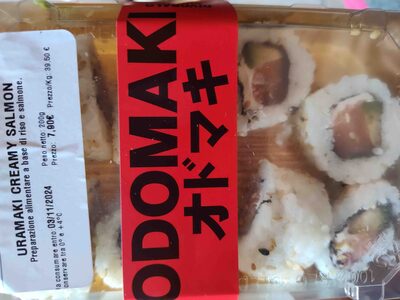 URAMAKI CREAMY SALMON
Preparazione alimentare a base di riso e salmone.
Peso netto: 200g Prezzo/Kg: 39.50 €
Prezzo: 7,90€
da consumare entro: 03/11/2024
conservare tra 0° e +4°C
ODOMAKI
オドマキ